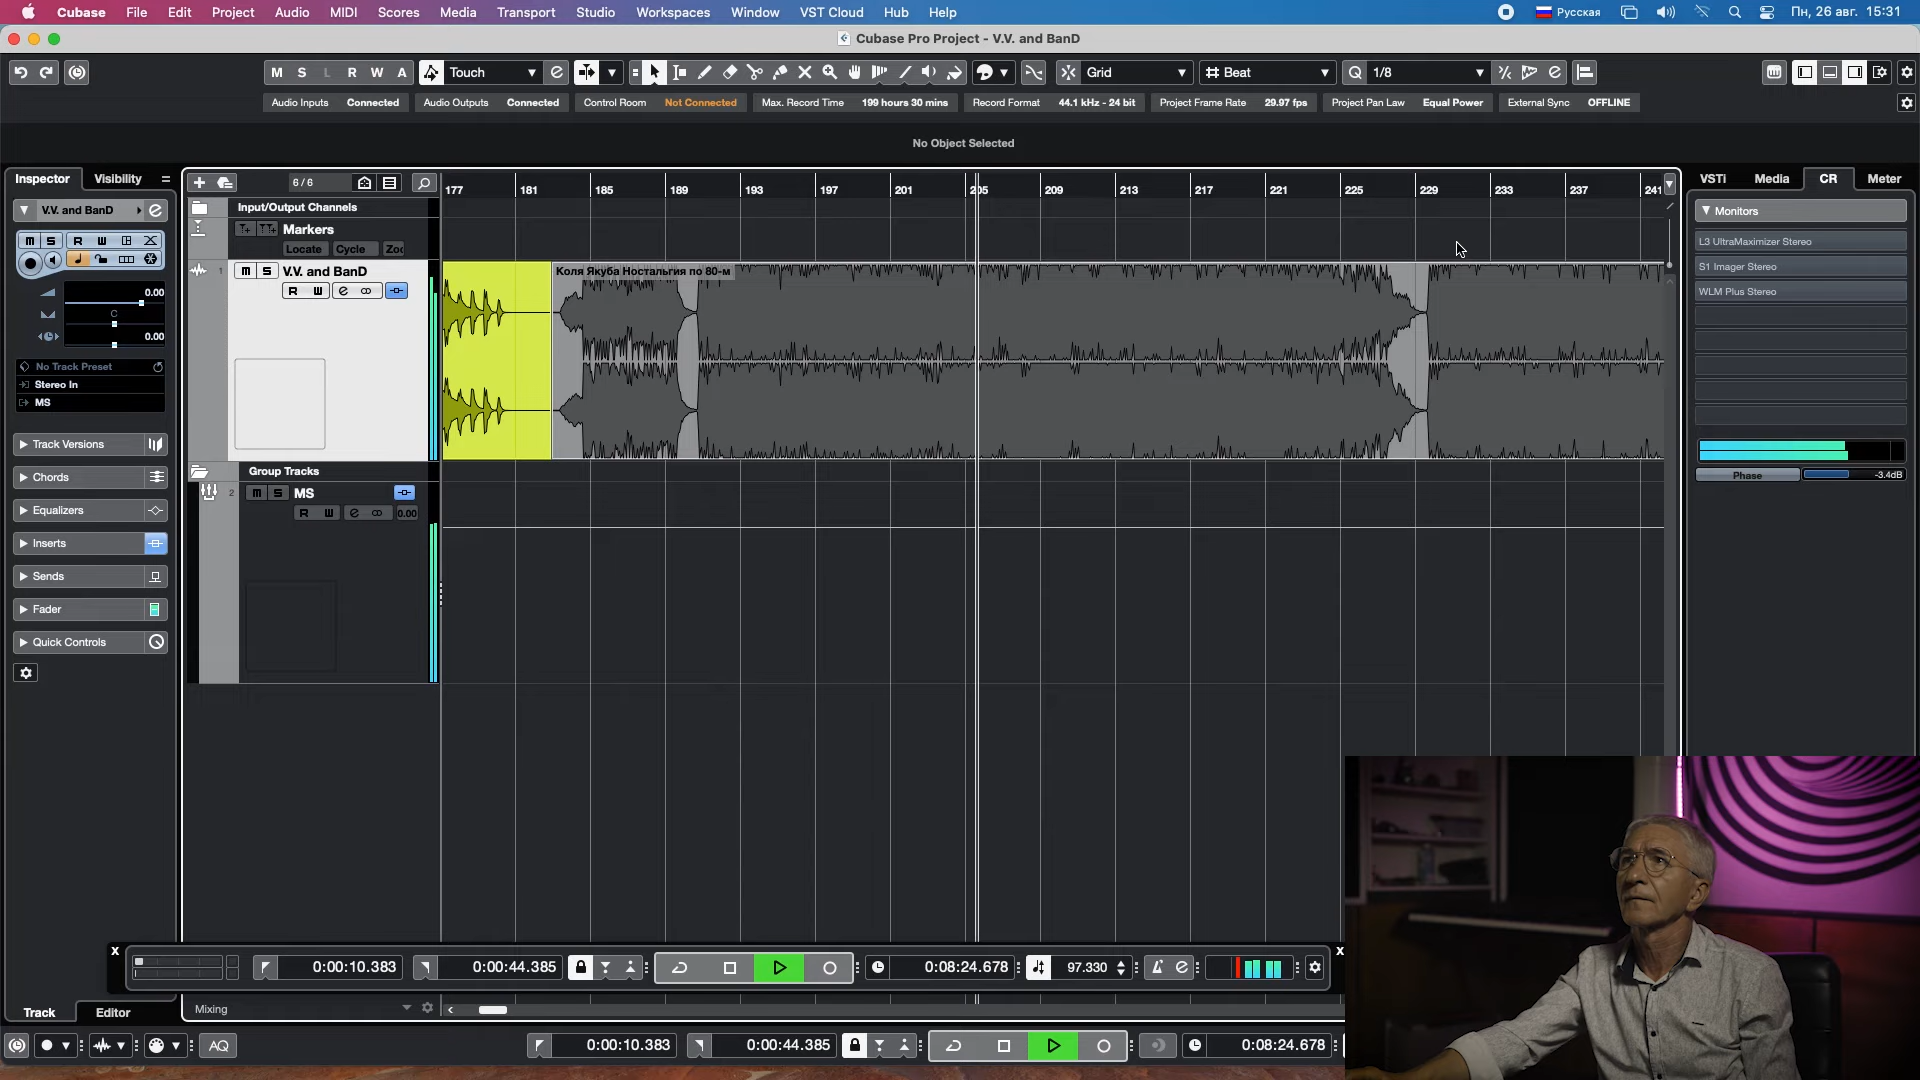 Cubase File Edit Project Audio MIDI Scores Media Transport Studio Workspaces Window VST Cloud Hub Help Русская Пн, 26 авг. 15:31
Cubase Pro Project - V.V. and BanD
M S L R W A Touch Grid Beat Q 1/8
Audio Inputs Connected Audio Outputs Connected Control Room Not Connected Max. Record Time 199 hours 30 mins Record Format 44.1 kHz - 24 bit Project Frame Rate 29.97 fps Project Pan Law Equal Power External Sync OFFLINE
No Object Selected
Inspector Visibility
V.V. and BanD
M S R W
0.00
C
0.00
No Track Preset
Stereo In
MS
Track Versions
Chords
Equalizers
Inserts
Sends
Fader
Quick Controls
6 / 6
Input/Output Channels
Markers
Locate Cycle Zoo
1 M S V.V. and BanD
R W e
Group Tracks
2 M S MS
R W e 0.00
177 181 185 189 193 197 201 205 209 213 217 221 225 229 233 237 241
Коля Якуба Ностальгия по 80-м
VSTi Media CR Meter
Monitors
L3 UltraMaximizer Stereo
S1 Imager Stereo
WLM Plus Stereo
Phase -3.4dB
x 0:00:10.383 0:00:44.385 0:08:24.678 97.330 x
Mixing
Track Editor
AQ 0:00:10.383 0:00:44.385 0:08:24.678